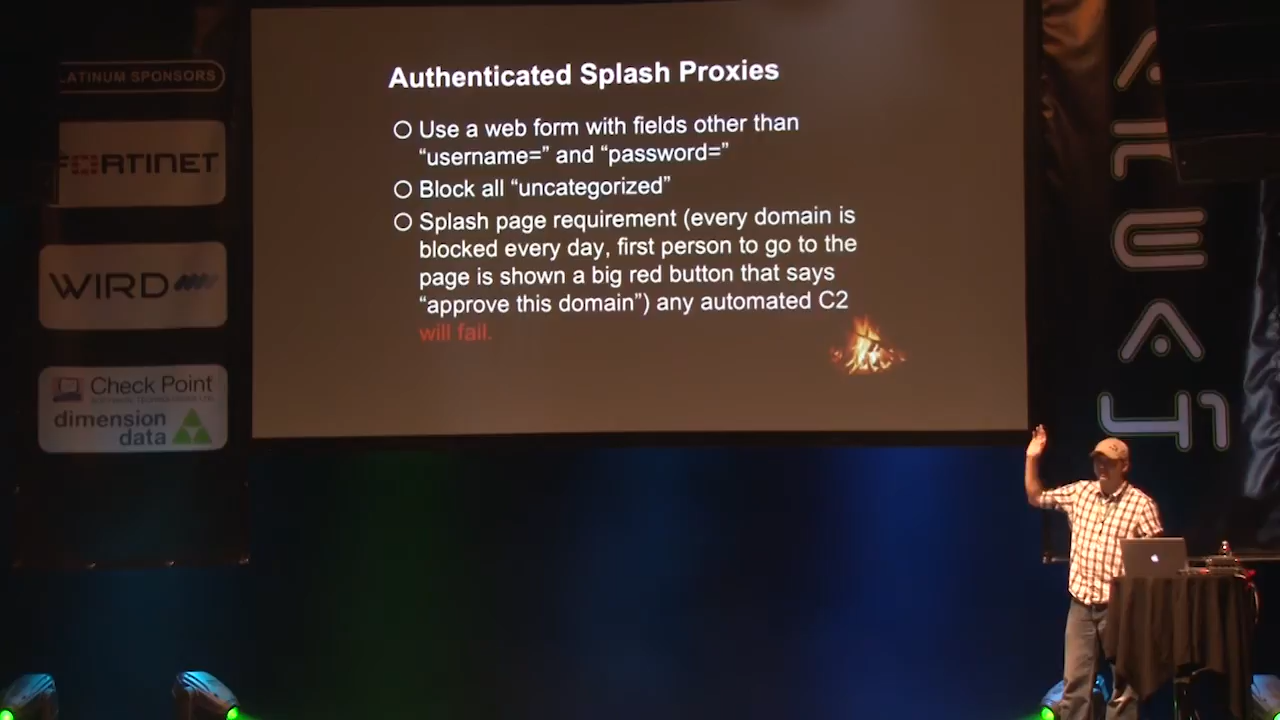 LATINUM SPONSORS
FORTINET
WIRD
Check Point
dimension
data
Authenticated Splash Proxies
Use a web form with fields other than
“username=” and “password=”
Block all “uncategorized”
Splash page requirement (every domain is
blocked every day, first person to go to the
page is shown a big red button that says
“approve this domain”) any automated C2
will fail.
AREA
41